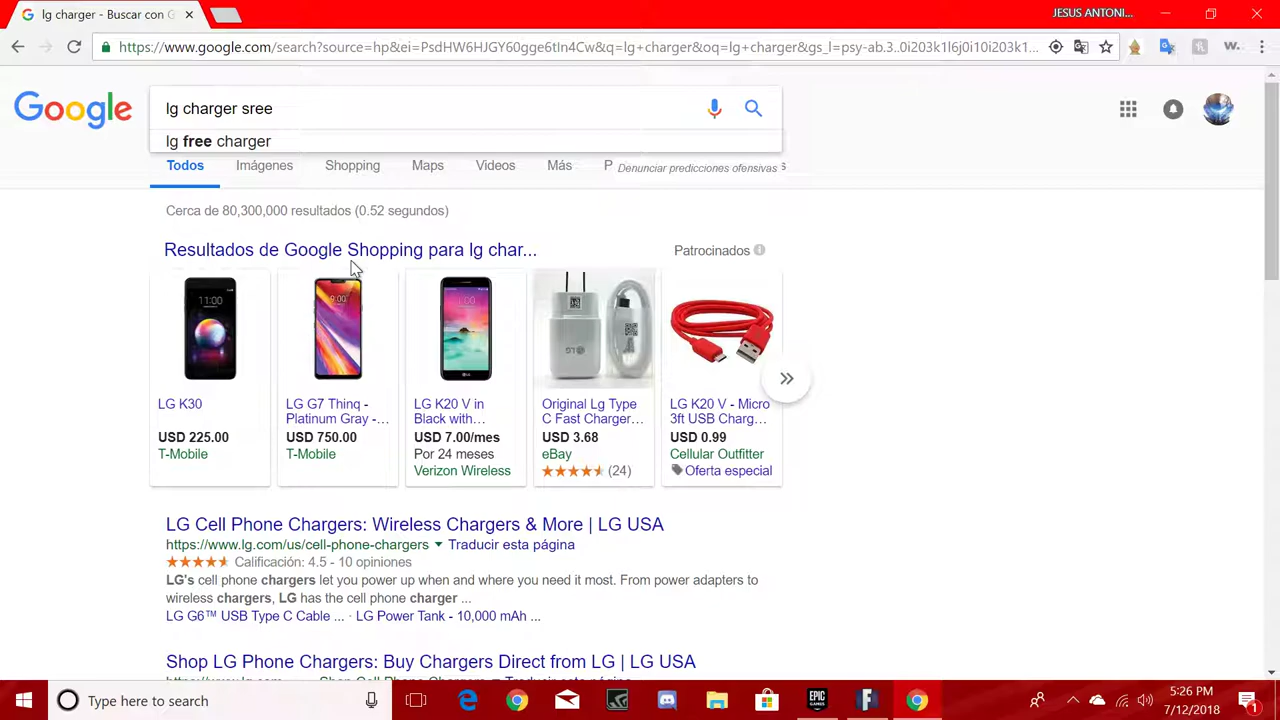 lg charger - Buscar con G
JESUS ANTONI...
https://www.google.com/search?source=hp&ei=PsdHW6HJGY60gge6tIn4Cw&q=lg+charger&oq=lg+charger&gs_l=psy-ab.3..0i203k1l6j0i10i203k1...
Google
lg charger sree
lg free charger
Todos
Imágenes
Shopping
Maps
Videos
Más
P
Denunciar predicciones ofensivas
s
Cerca de 80,300,000 resultados (0.52 segundos)
Resultados de Google Shopping para lg char...
Patrocinados
LG K30
USD 225.00
T-Mobile
LG G7 Thinq -
Platinum Gray -...
USD 750.00
T-Mobile
LG K20 V in
Black with...
USD 7.00/mes
Por 24 meses
Verizon Wireless
Original Lg Type
C Fast Charger...
USD 3.68
eBay
(24)
LG K20 V - Micro
3ft USB Charg...
USD 0.99
Cellular Outfitter
Oferta especial
LG Cell Phone Chargers: Wireless Chargers & More | LG USA
https://www.lg.com/us/cell-phone-chargers Traducir esta página
Calificación: 4.5 - 10 opiniones
LG's cell phone chargers let you power up when and where you need it most. From power adapters to
wireless chargers, LG has the cell phone charger ...
LG G6™ USB Type C Cable ... · LG Power Tank - 10,000 mAh ...
Shop LG Phone Chargers: Buy Chargers Direct from LG | LG USA
Type here to search
EPIC
GAMES
5:26 PM
7/12/2018
1